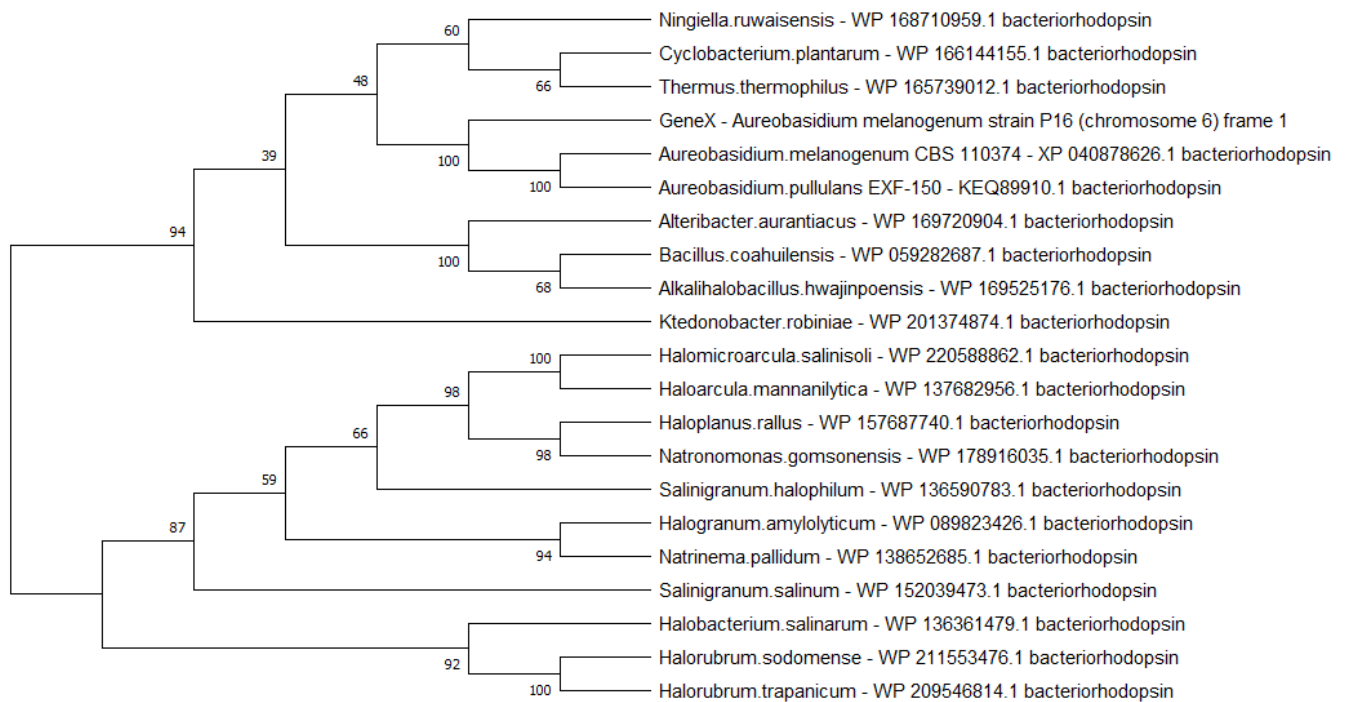 60
Ningiella.ruwaisensis - WP 168710959.1 bacteriorhodopsin
Cyclobacterium.plantarum - WP 166144155.1 bacteriorhodopsin
48
66
Thermus.thermophilus - WP 165739012.1 bacteriorhodopsin
GeneX - Aureobasidium melanogenum strain P16 (chromosome 6) frame 1
39
100
Aureobasidium.melanogenum CBS 110374 - XP 040878626.1 bacteriorhodopsin
100
Aureobasidium.pullulans EXF-150 - KEQ89910.1 bacteriorhodopsin
94
Alteribacter.aurantiacus - WP 169720904.1 bacteriorhodopsin
100
Bacillus.coahuilensis - WP 059282687.1 bacteriorhodopsin
68
Alkalihalobacillus.hwajinpoensis - WP 169525176.1 bacteriorhodopsin
Ktedonobacter.robiniae - WP 201374874.1 bacteriorhodopsin
100
Halomicroarcula.salinisoli - WP 220588862.1 bacteriorhodopsin
98
Haloarcula.mannanilytica - WP 137682956.1 bacteriorhodopsin
66
Haloplanus.rallus - WP 157687740.1 bacteriorhodopsin
98
Natronomonas.gomsonensis - WP 178916035.1 bacteriorhodopsin
59
Salinigranum.halophilum - WP 136590783.1 bacteriorhodopsin
87
Halogranum.amylolyticum - WP 089823426.1 bacteriorhodopsin
94
Natrinema.pallidum - WP 138652685.1 bacteriorhodopsin
Salinigranum.salinum - WP 152039473.1 bacteriorhodopsin
Halobacterium.salinarum - WP 136361479.1 bacteriorhodopsin
92
Halorubrum.sodomense - WP 211553476.1 bacteriorhodopsin
100
Halorubrum.trapanicum - WP 209546814.1 bacteriorhodopsin